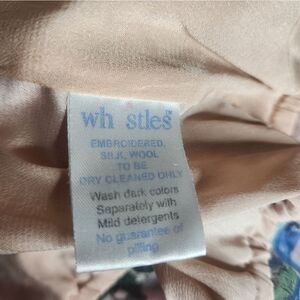 wh stles
EMBROIDERED,
SILK, WOOL
TO BE
DRY CLEANED ONLY
Wash dark colors
Separately with
Mild detergents
No guarantee of
pilling